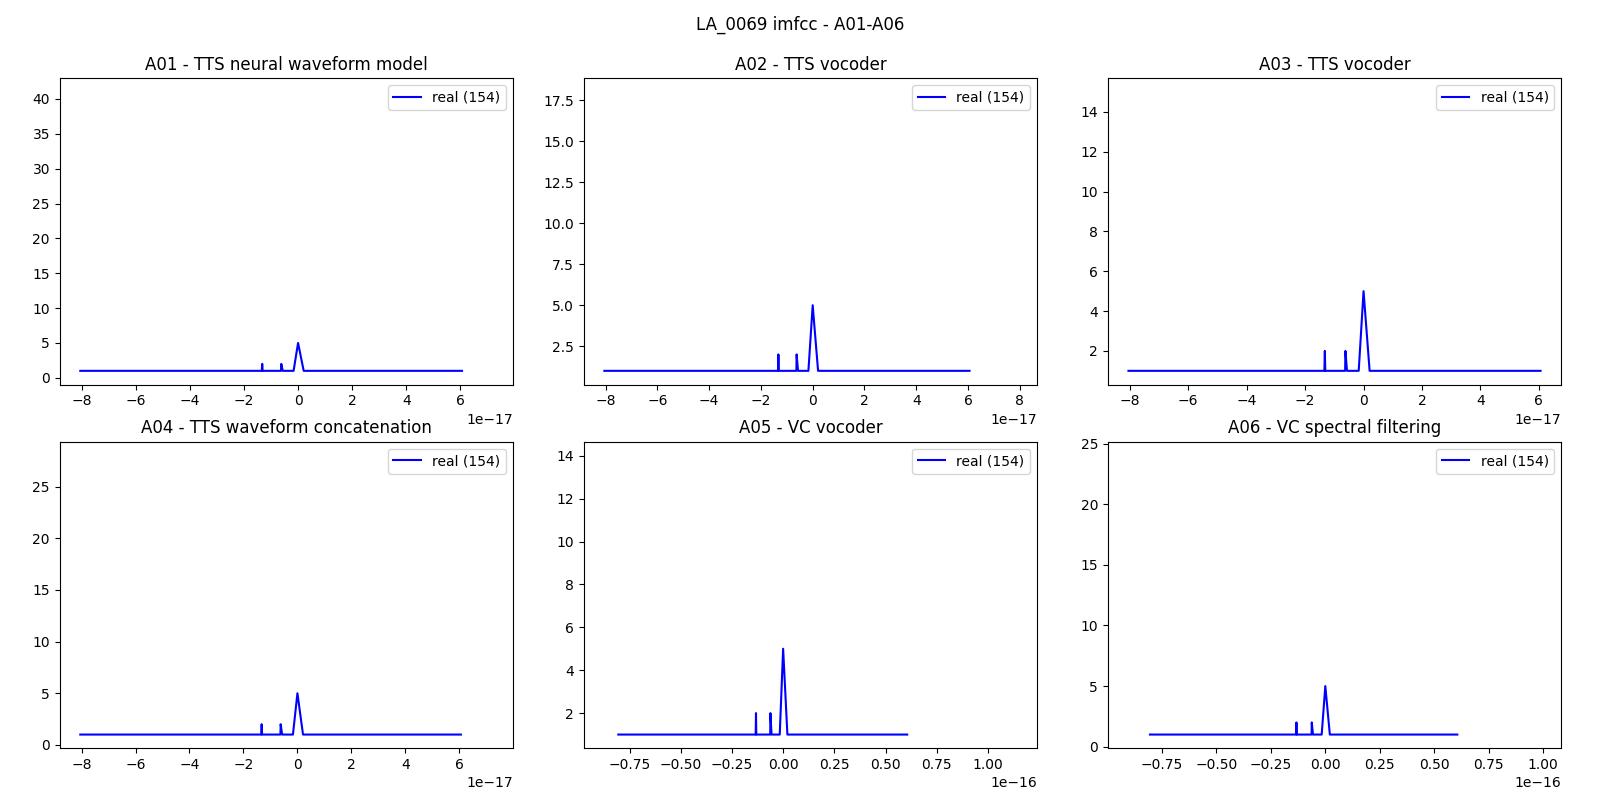 LA_0069 imfcc - A01-A06
A01 - TTS neural waveform model
real (154)
40
35
30
25
20
15
10
5
0
−8 −6 −4 −2 0 2 4 6
1e−17
A02 - TTS vocoder
real (154)
17.5
15.0
12.5
10.0
7.5
5.0
2.5
−8 −6 −4 −2 0 2 4 6 8
A03 - TTS vocoder
real (154)
14
12
10
8
6
4
2
−8 −6 −4 −2 0 2 4 6
1e−17
A04 - TTS waveform concatenation
real (154)
25
20
15
10
5
0
−8 −6 −4 −2 0 2 4 6
1e−17
A05 - VC vocoder
real (154)
14
12
10
8
6
4
2
−0.75 −0.50 −0.25 0.00 0.25 0.50 0.75 1.00
1e−16
A06 - VC spectral filtering
real (154)
25
20
15
10
5
0
−0.75 −0.50 −0.25 0.00 0.25 0.50 0.75 1.00
1e−16